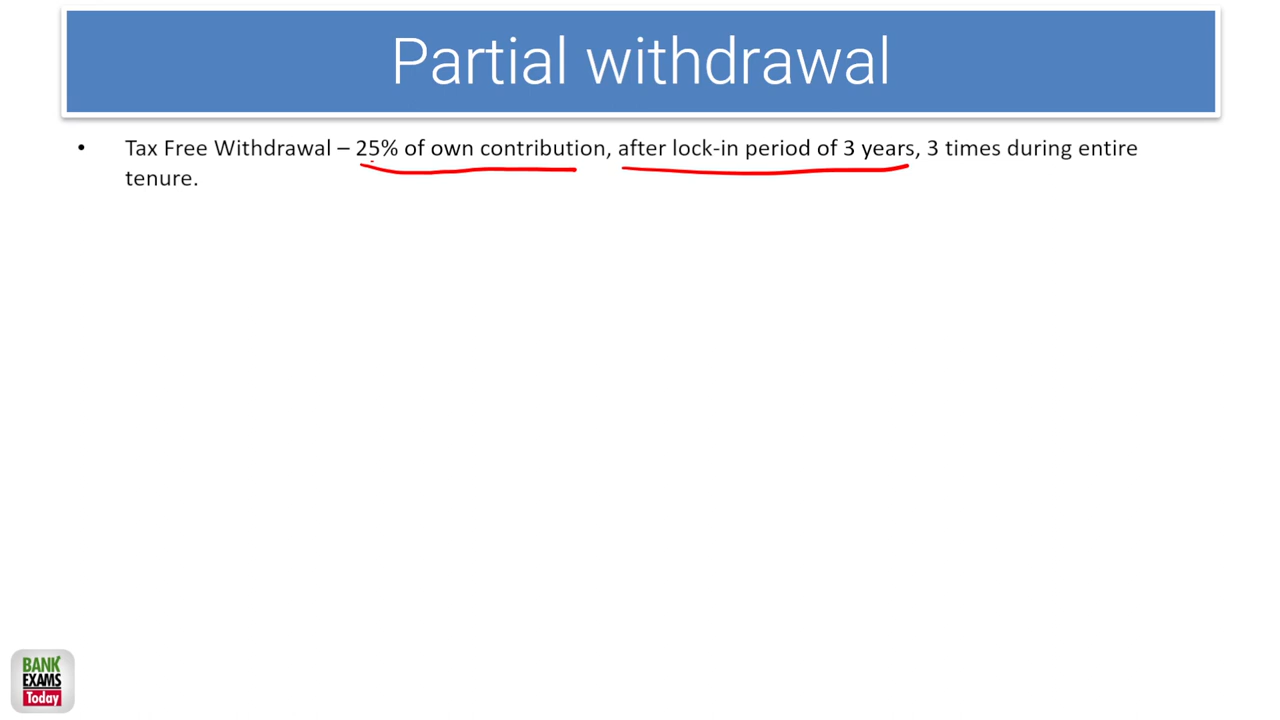 Partial withdrawal
• Tax Free Withdrawal – 25% of own contribution, after lock-in period of 3 years, 3 times during entire
tenure.
BANK
EXAMS
Today